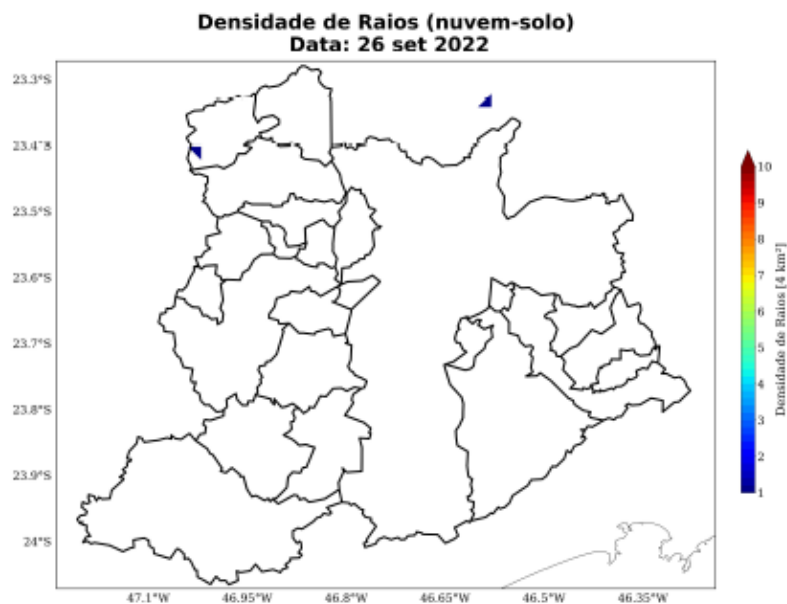 Densidade de Raios (nuvem-solo)
Data: 26 set 2022
23.3°S
23.4°S
23.5°S
23.6°S
23.7°S
23.8°S
23.9°S
24°S
47.1°W
46.95°W
46.8°W
46.65°W
46.5°W
46.35°W
10
9
8
7
6
5
4
3
2
1
Densidade de Raios [4 km²]